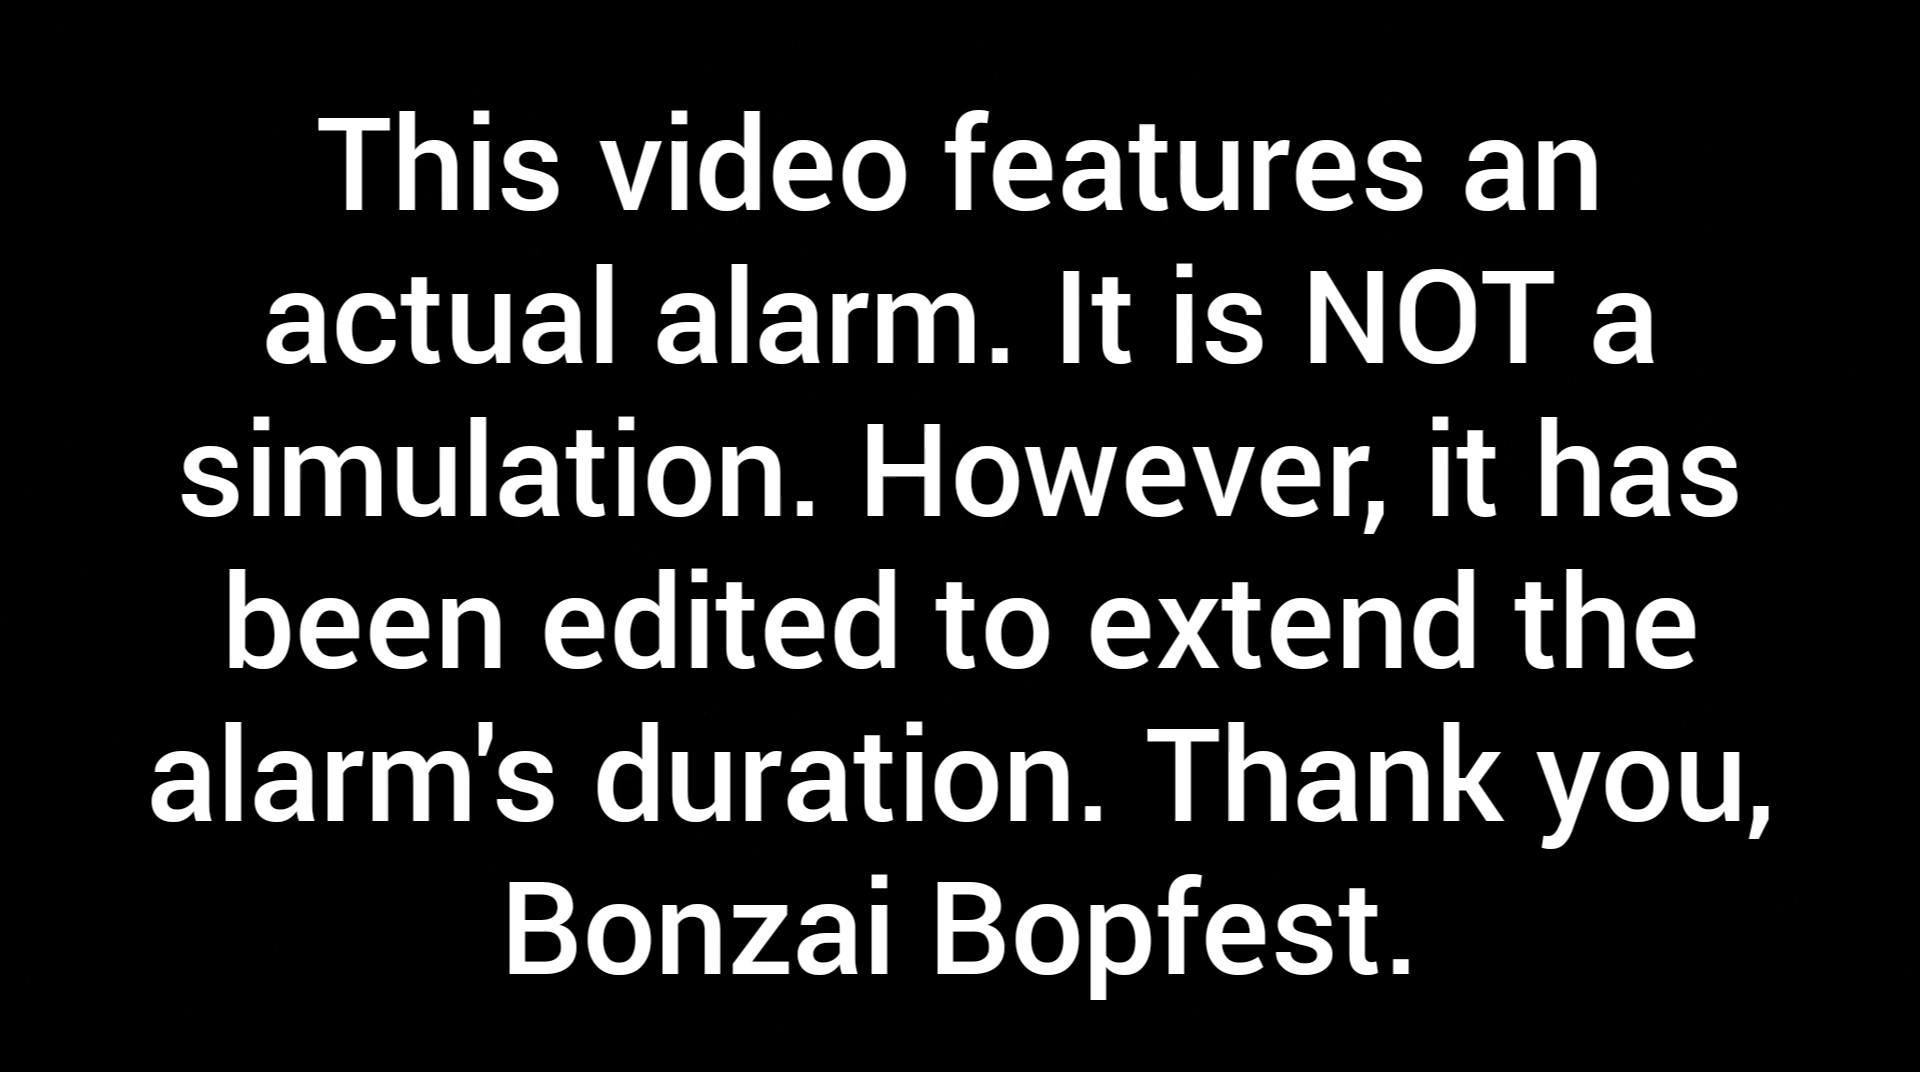 This video features an
actual alarm. It is NOT a
simulation. However, it has
been edited to extend the
alarm's duration. Thank you,
Bonzai Bopfest.